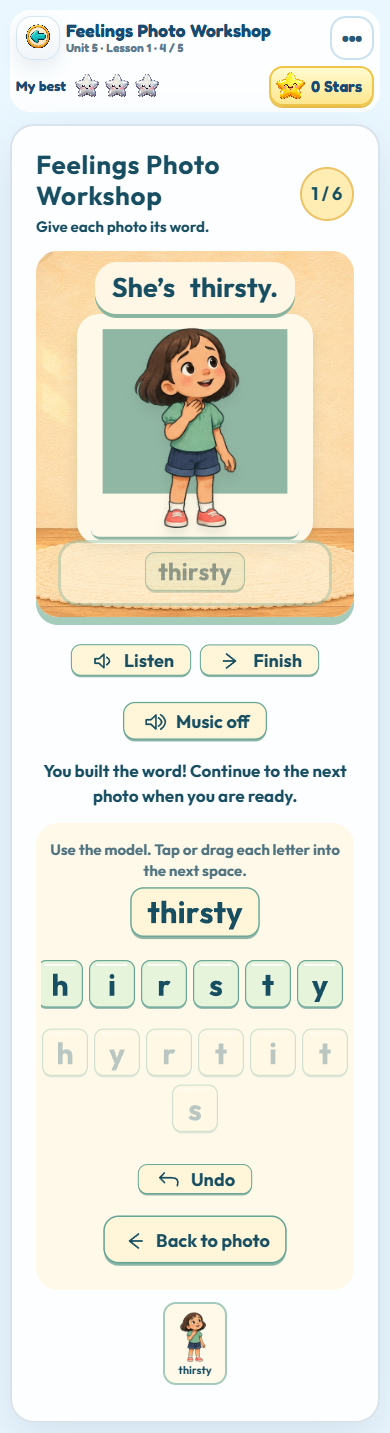 Feelings Photo Workshop
Unit 5 · Lesson 1 · 4 / 5
•••
My best
0 Stars
Feelings Photo
Workshop
1 / 6
Give each photo its word.
She's thirsty.
thirsty
Listen
Finish
Music off
You built the word! Continue to the next
photo when you are ready.
Use the model. Tap or drag each letter into
the next space.
thirsty
h i r s t y
h y r t i t
s
Undo
Back to photo
thirsty